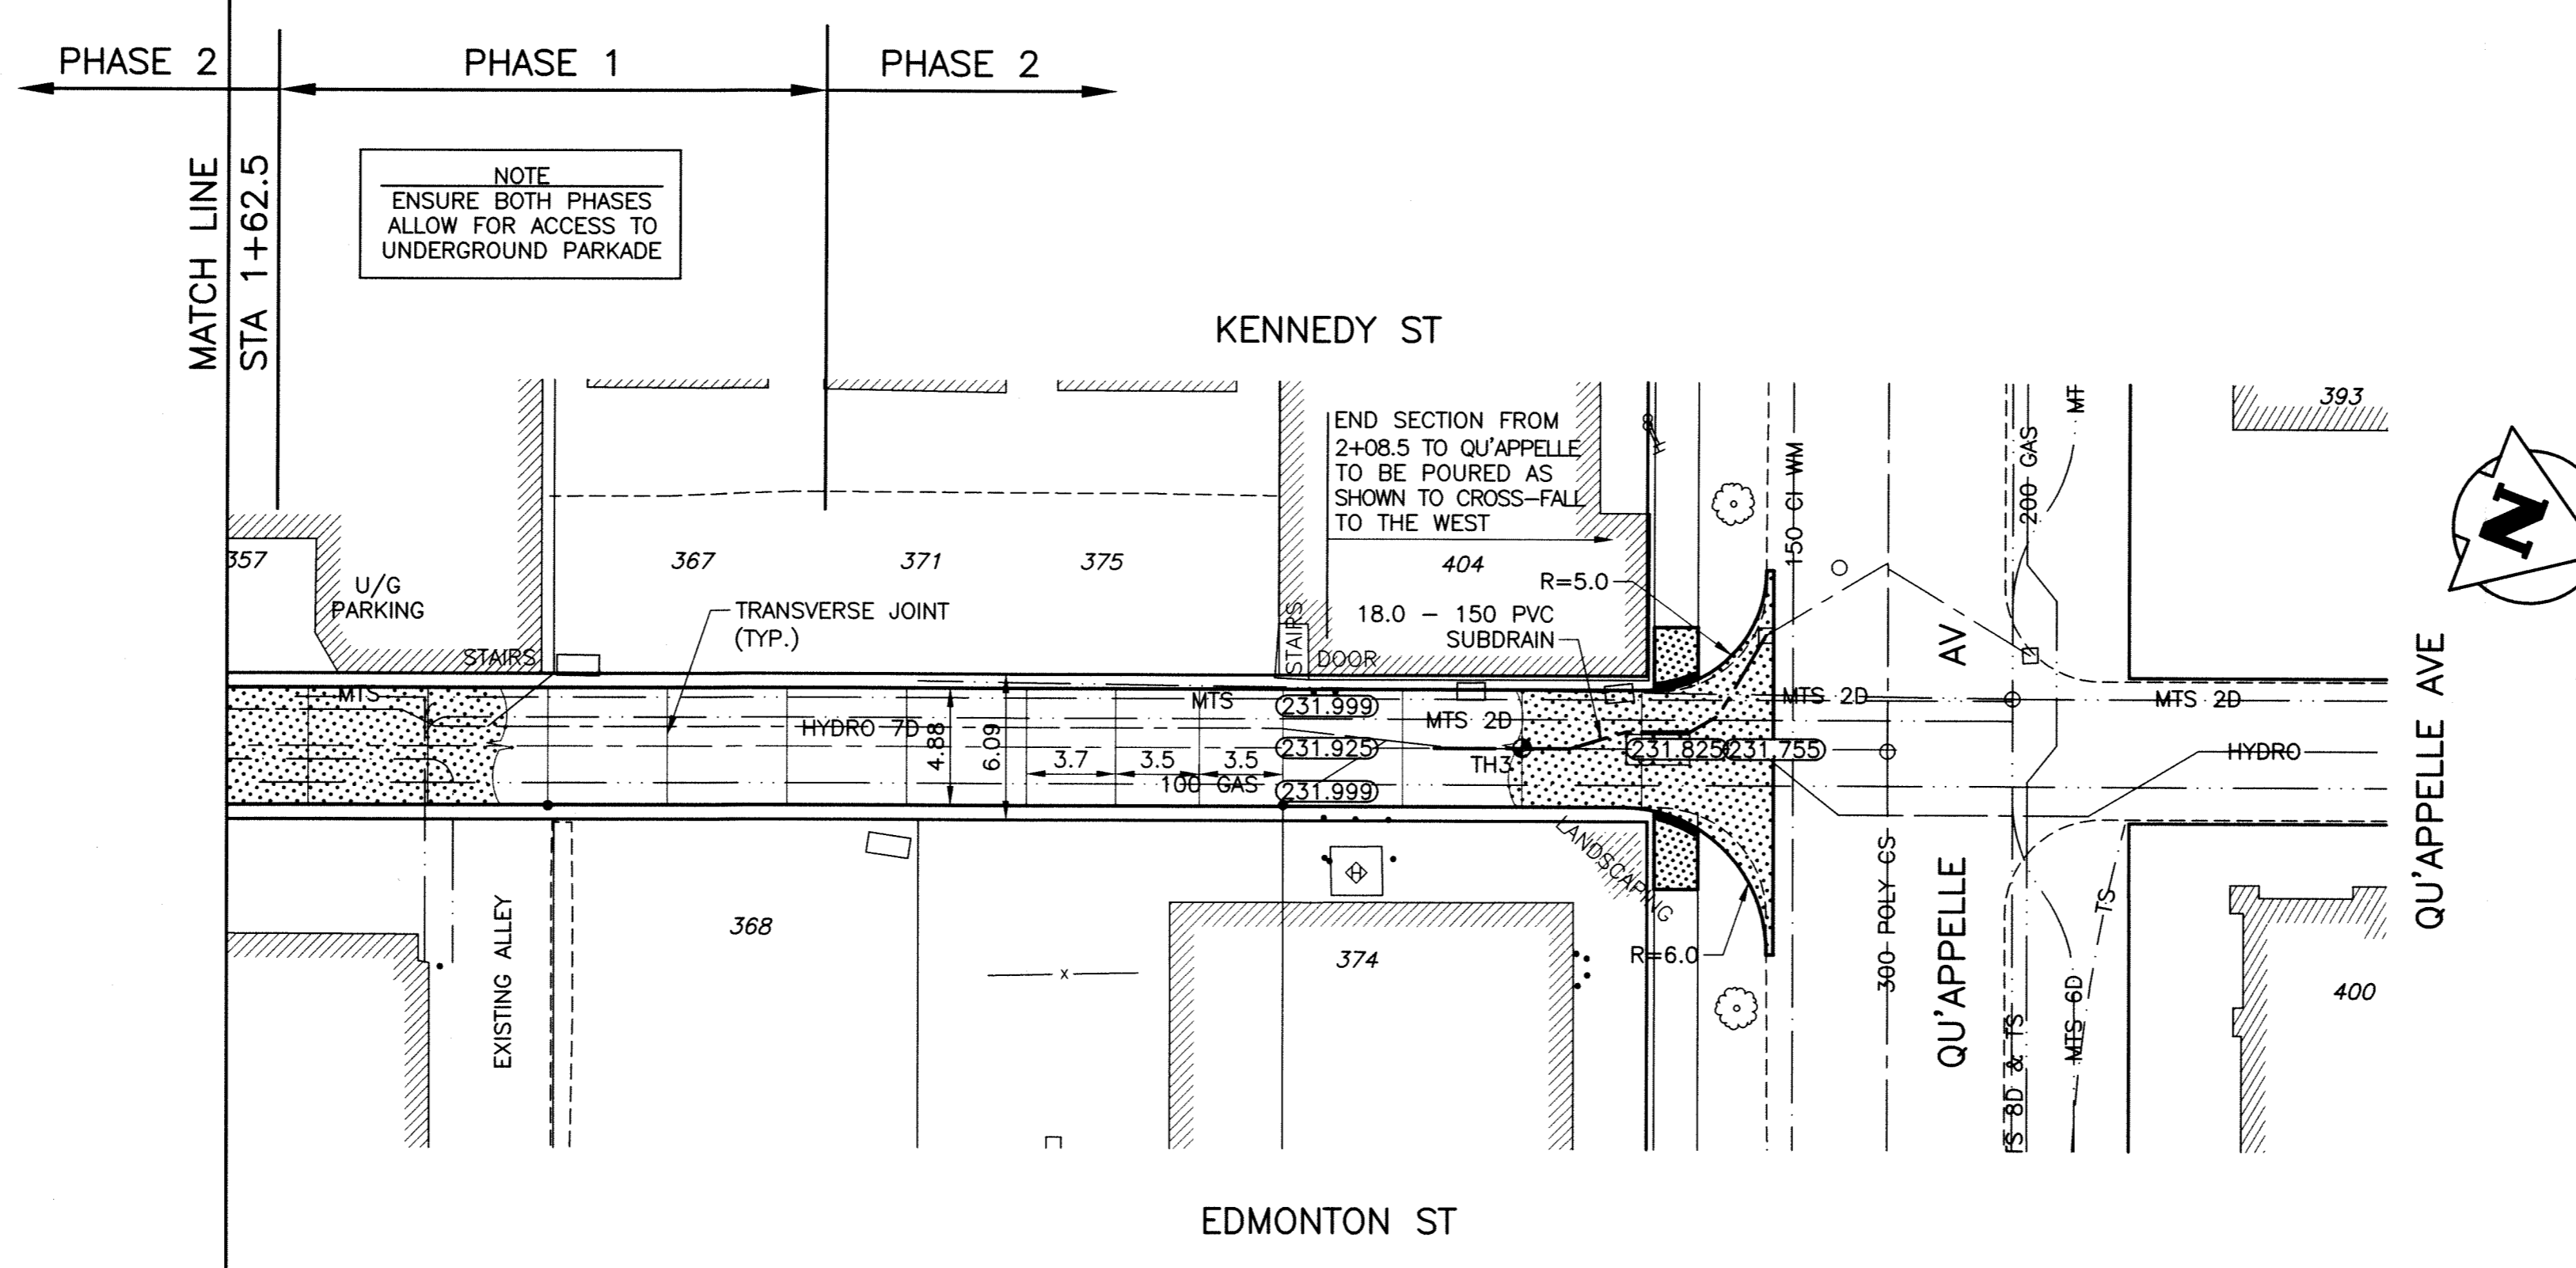 PHASE 2
PHASE 1
PHASE 2
MATCH LINE
STA 1+62.5
NOTE
ENSURE BOTH PHASES
ALLOW FOR ACCESS TO
UNDERGROUND PARKADE
KENNEDY ST
END SECTION FROM
2+08.5 TO QU'APPELLE
TO BE POURED AS
SHOWN TO CROSS-FALL
TO THE WEST
357
U/G
PARKING
STAIRS
367
371
375
404
393
TRANSVERSE JOINT
(TYP.)
STAIRS
DOOR
18.0 - 150 PVC
SUBDRAIN
R=5.0
150 CI WM
200 GAS
MT
N
MTS
HYDRO 7D
4.88
6.09
MTS
3.7
3.5
3.5
100 GAS
231.999
231.925
231.999
MTS 2D
TH3
231.825
231.755
MTS 2D
MTS 2D
HYDRO
AV
QU'APPELLE
QU'APPELLE AVE
LANDSCAPING
R=6.0
EXISTING ALLEY
368
x
H
374
300 POLY CS
TS 8D & TS
MTS 6D
TS
400
EDMONTON ST